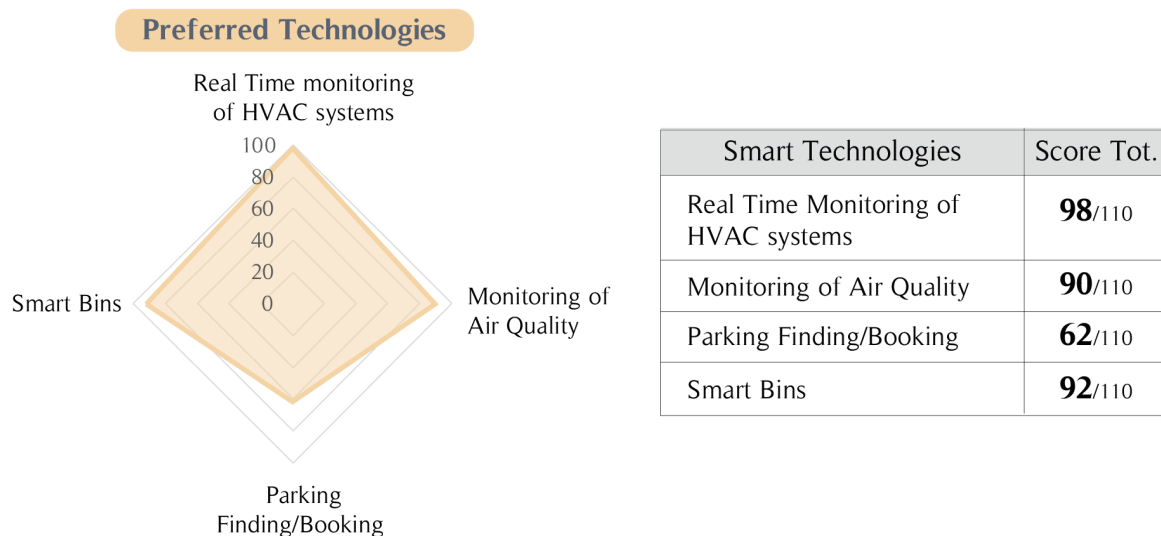 Preferred Technologies
Real Time monitoring
of HVAC systems
100
80
60
40
20
0
Smart Bins
Monitoring of
Air Quality
Parking
Finding/Booking
Smart Technologies Score Tot.
Real Time Monitoring of
HVAC systems 98/110
Monitoring of Air Quality 90/110
Parking Finding/Booking 62/110
Smart Bins 92/110